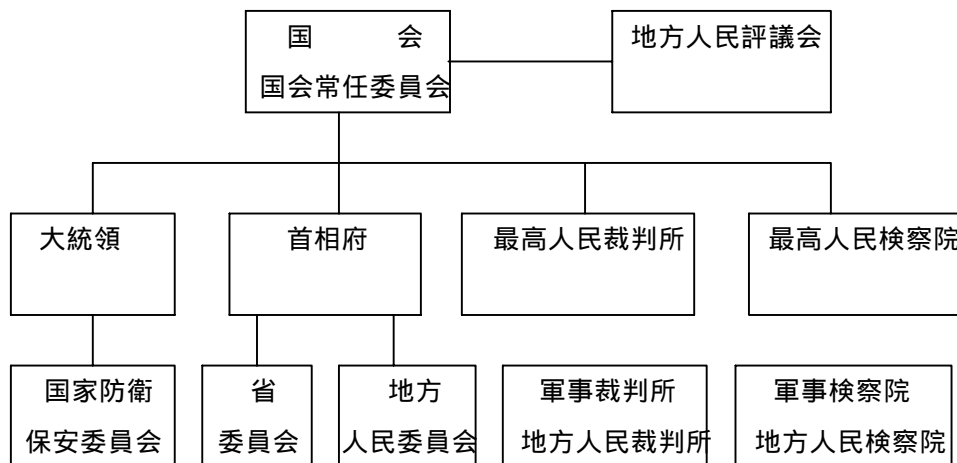 国 会
国会常任委員会
地方人民評議会
大統領
首相府
最高人民裁判所
最高人民検察院
国家防衛
保安委員会
省
委員会
地方
人民委員会
軍事裁判所
地方人民裁判所
軍事検察院
地方人民検察院